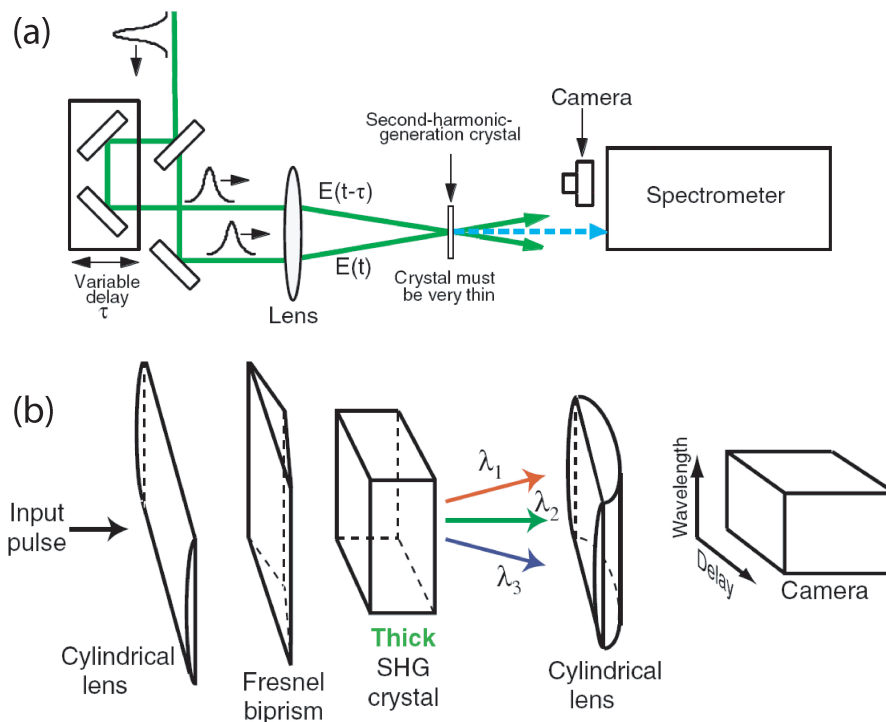 (a)
Camera
Second-harmonic-
generation crystal
E(t-τ)
Spectrometer
E(t)
Variable
delay
τ
Crystal must
be very thin
Lens
(b)
λ1
λ2
λ3
Input
pulse
Wavelength
Delay
Camera
Thick
SHG
crystal
Cylindrical
lens
Fresnel
biprism
Cylindrical
lens